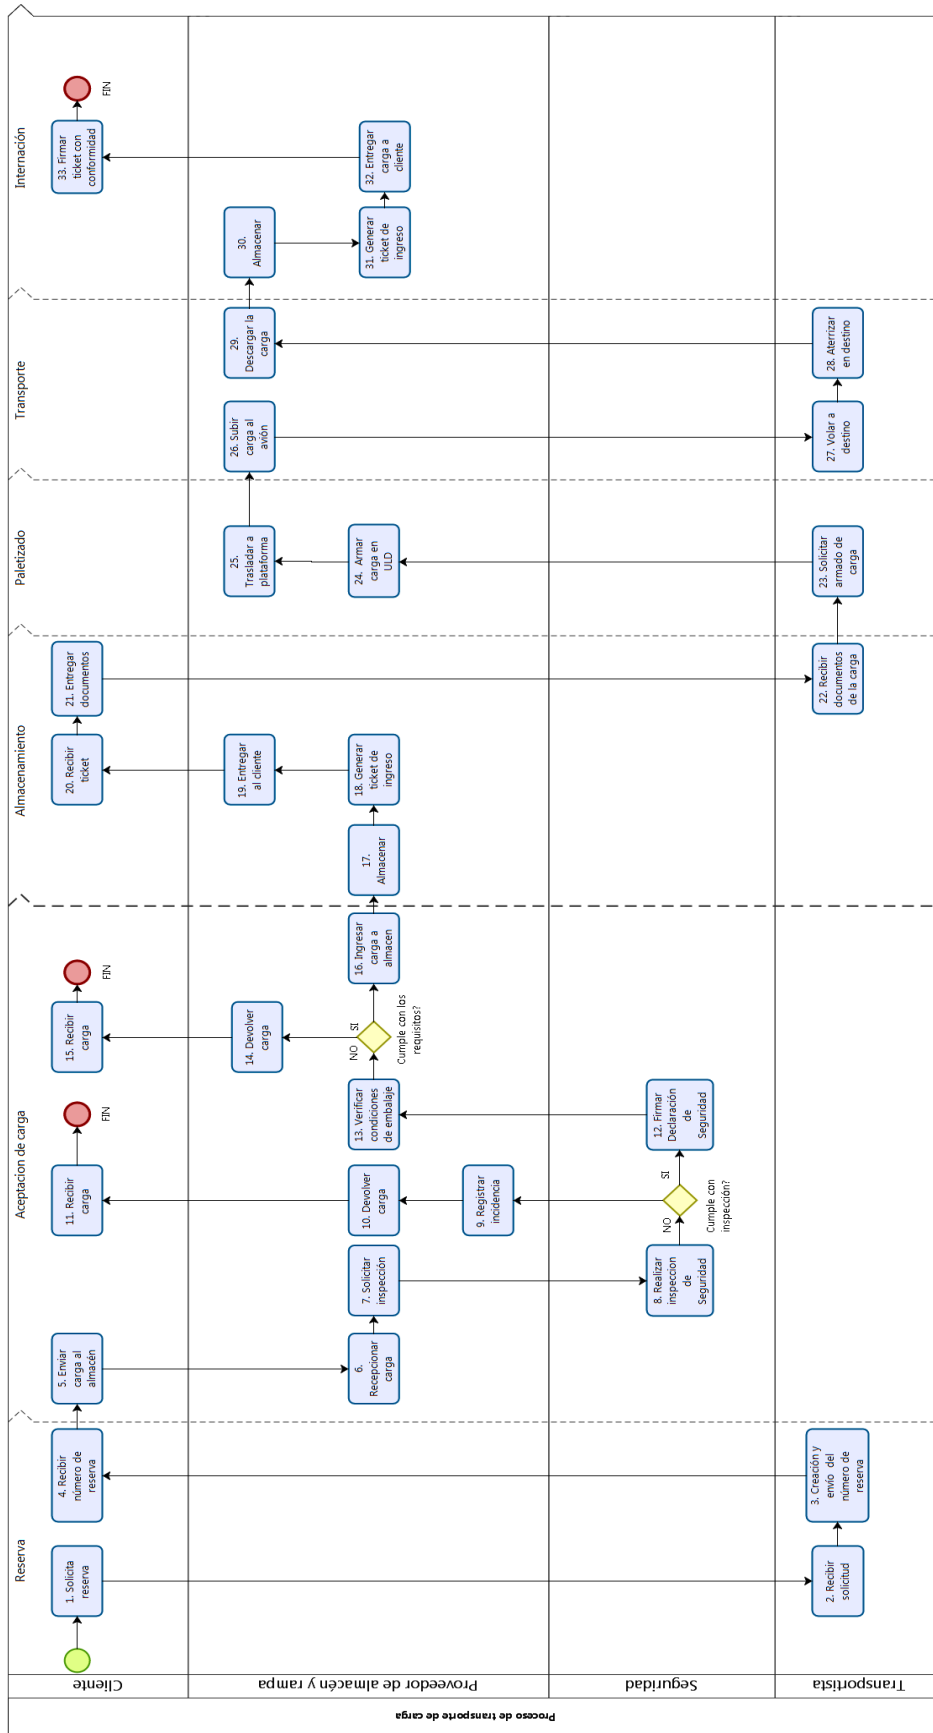 Proceso de transporte de carga
Cliente
Proveedor de almacén y rampa
Seguridad
Transportista
Reserva
Aceptacion de carga
Almacenamiento
Paletizado
Transporte
Internación
1. Solicita
reserva
2. Recibir
solicitud
3. Creación y
envío del
número de
reserva
4. Recibir
número de
reserva
5. Enviar
carga al
almacén
6.
Recepcionar
carga
7. Solicitar
inspección
8. Realizar
inspeccion
de
Seguridad
NO
SI
Cumple con
inspección?
9. Registrar
incidencia
10. Devolver
carga
11. Recibir
carga
FIN
12. Firmar
Declaración
de
Seguridad
13. Verificar
condiciones
de embalaje
NO
SI
Cumple con los
requisitos?
14. Devolver
carga
15. Recibir
carga
FIN
16. Ingresar
carga a
almacen
17.
Almacenar
18. Generar
ticket de
ingreso
19. Entregar
al cliente
20. Recibir
ticket
21. Entregar
documentos
22. Recibir
documentos
de la carga
23. Solicitar
armado de
carga
24. Armar
carga en
ULD
25.
Trasladar a
plataforma
26. Subir
carga al
avión
27. Volar a
destino
28. Aterrizar
en destino
29.
Descargar la
carga
30.
Almacenar
31. Generar
ticket de
ingreso
32. Entregar
carga a
cliente
33. Firmar
ticket con
conformidad
FIN